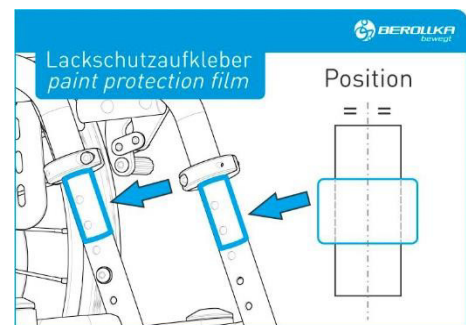 BEROLLKA
bewegt
Lackschutzaufkleber
paint protection film
Position
= =